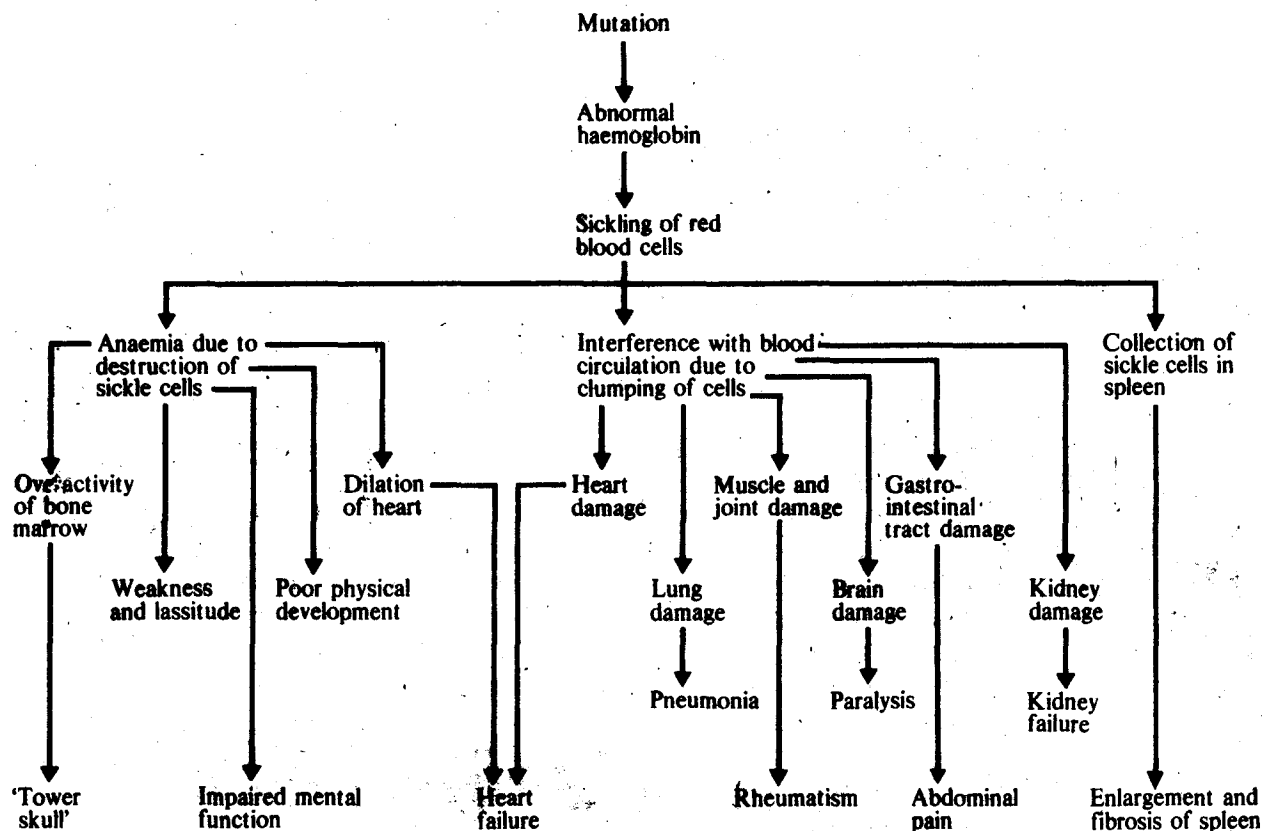 Mutation
Abnormal
haemoglobin
Sickling of red
blood cells
Anaemia due to
destruction of
sickle cells
Interference with blood
circulation due to
clumping of cells
Collection of
sickle cells in
spleen
Overactivity
of bone
marrow
Dilation
of heart
Heart
damage
Muscle and
joint damage
Gastro-
intestinal
tract damage
Weakness
and lassitude
Poor physical
development
Lung
damage
Brain
damage
Kidney
damage
Pneumonia
Paralysis
Kidney
failure
'Tower
skull'
Impaired mental
function
Heart
failure
Rheumatism
Abdominal
pain
Enlargement and
fibrosis of spleen